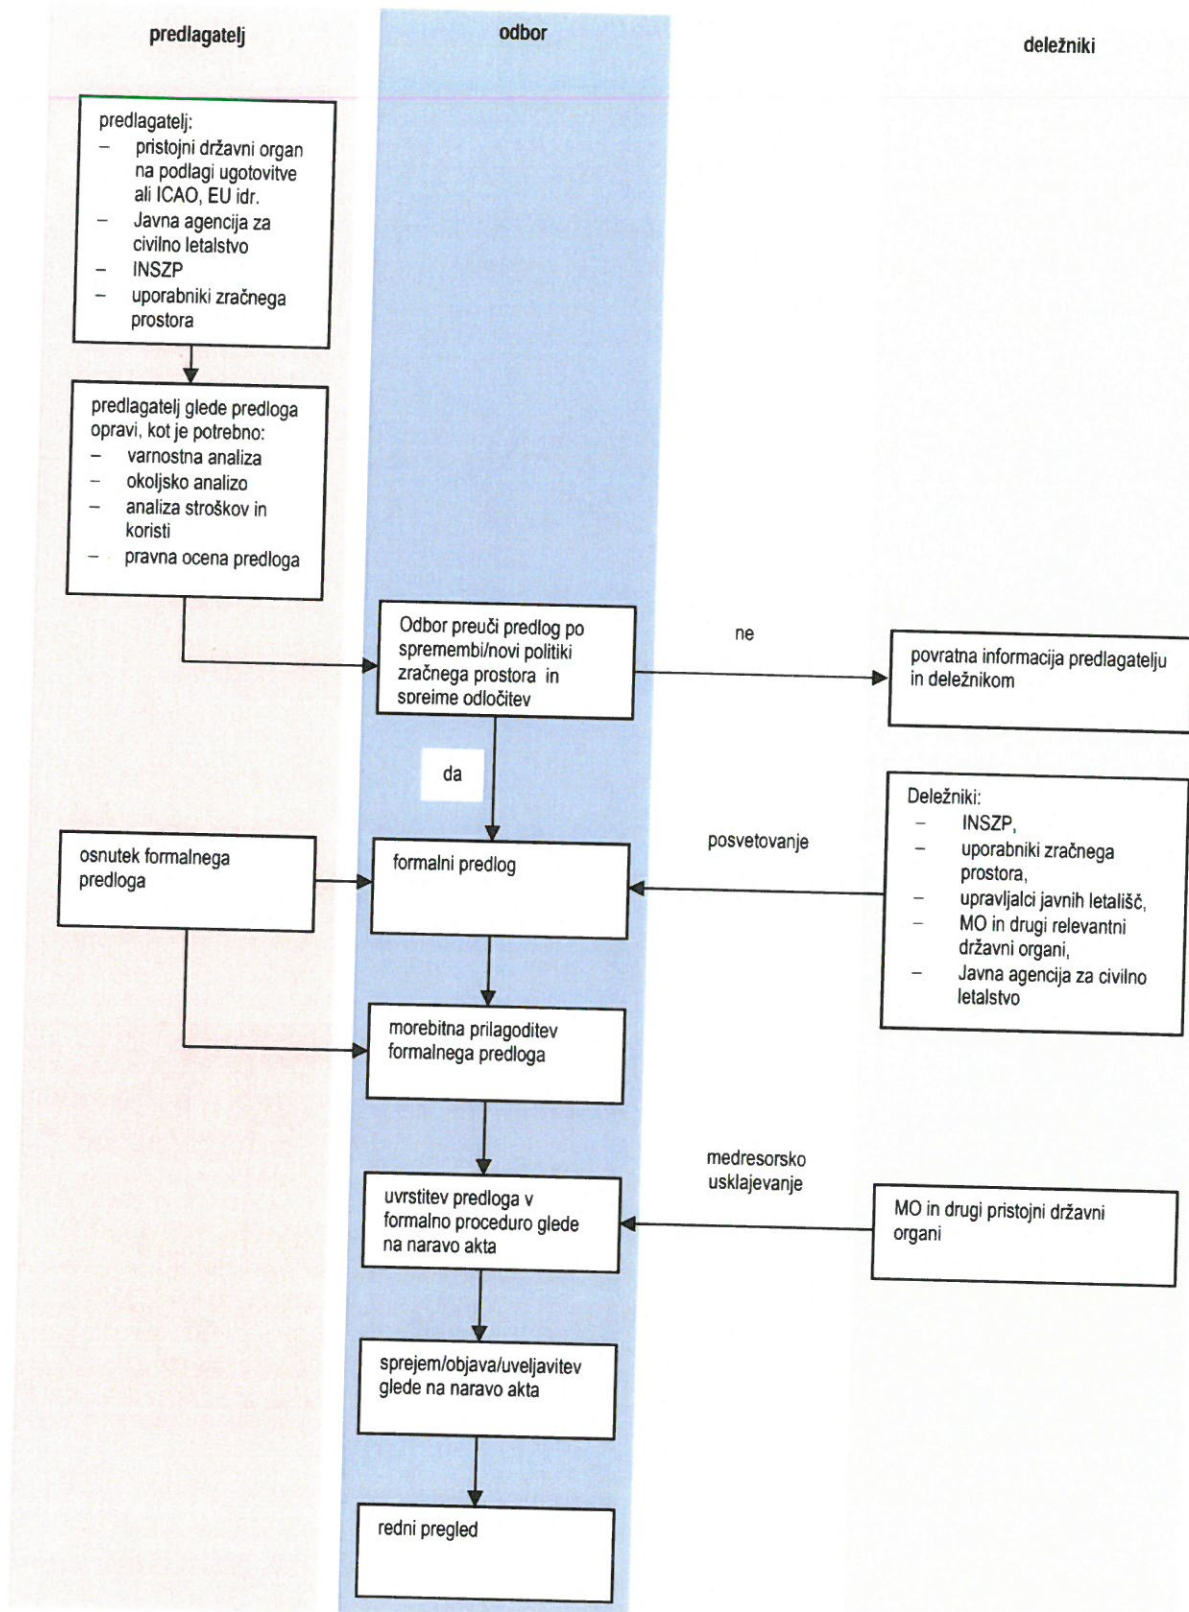 predlagatelj
odbor
deležniki
predlagatelj:
– pristojni državni organ
na podlagi ugotovitve
ali ICAO, EU idr.
– Javna agencija za
civilno letalstvo
– INSZP
– uporabniki zračnega
prostora
predlagatelj glede predloga
opravi, kot je potrebno:
– varnostna analiza
– okoljsko analizo
– analiza stroškov in
koristi
– pravna ocena predloga
Odbor preuči predlog po
spremembi/novi politiki
zračnega prostora in
sprejme odločitev
ne
povratna informacija predlagatelju
in deležnikom
da
osnutek formalnega
predloga
formalni predlog
posvetovanje
Deležniki:
– INSZP,
– uporabniki zračnega
prostora,
– upravljalci javnih letališč,
– MO in drugi relevantni
državni organi,
– Javna agencija za civilno
letalstvo
morebitna prilagoditev
formalnega predloga
medresorsko
usklajevanje
uvrstitev predloga v
formalno proceduro glede
na naravo akta
MO in drugi pristojni državni
organi
sprejem/objava/uveljavitev
glede na naravo akta
redni pregled